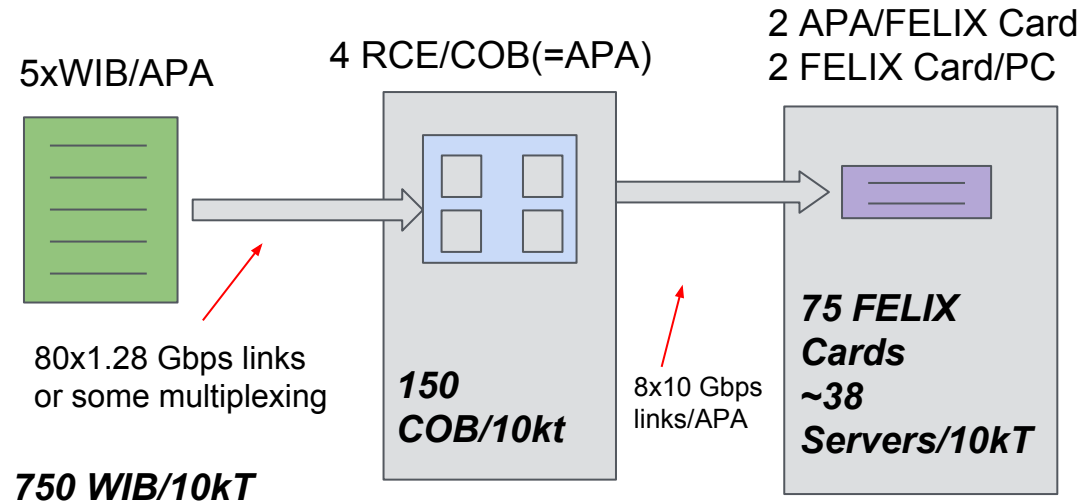 5xWIB/APA
80x1.28 Gbps links
or some multiplexing
750 WIB/10kT
4 RCE/COB(=APA)
150
COB/10kt
8x10 Gbps
links/APA
2 APA/FELIX Card
2 FELIX Card/PC
75 FELIX
Cards
~38
Servers/10kT